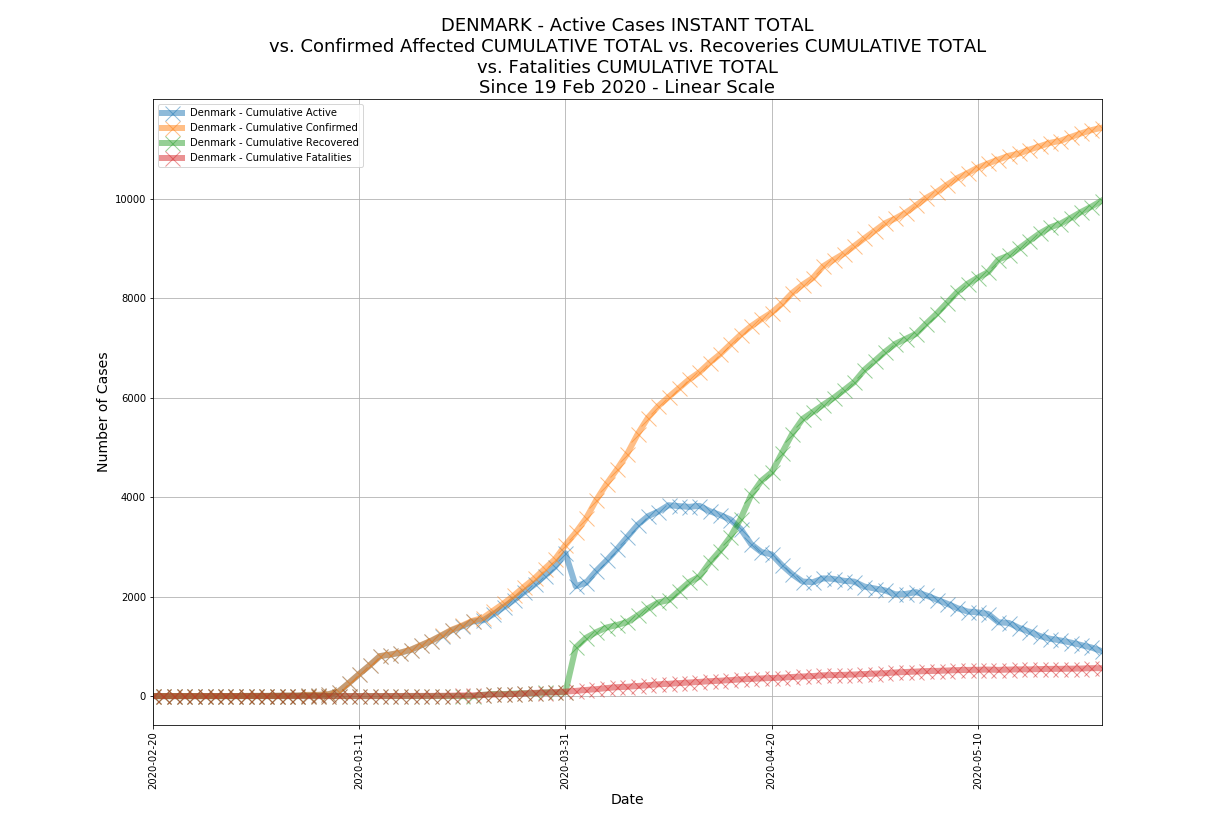 DENMARK - Active Cases INSTANT TOTAL
vs. Confirmed Affected CUMULATIVE TOTAL vs. Recoveries CUMULATIVE TOTAL
vs. Fatalities CUMULATIVE TOTAL
Since 19 Feb 2020 - Linear Scale
Denmark - Cumulative Active
Denmark - Cumulative Confirmed
Denmark - Cumulative Recovered
Denmark - Cumulative Fatalities
Number of Cases
10000
8000
6000
4000
2000
0
2020-02-20
2020-03-11
2020-03-31
2020-04-20
2020-05-10
Date